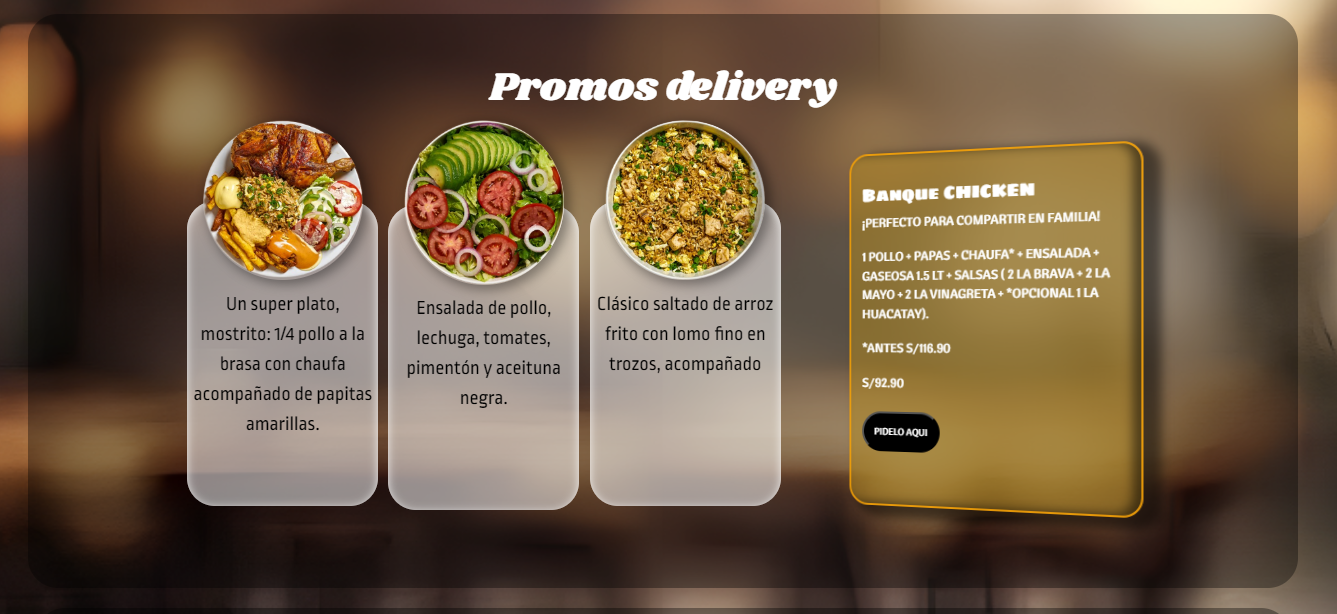 Promos delivery
Un super plato,
mostrito: 1/4 pollo a la
brasa con chaufa
acompañado de papitas
amarillas.
Ensalada de pollo,
lechuga, tomates,
pimentón y aceituna
negra.
Clásico saltado de arroz
frito con lomo fino en
trozos, acompañado
Banque CHICKEN
¡PERFECTO PARA COMPARTIR EN FAMILIA!
1 POLLO + PAPAS + CHAUFA* + ENSALADA +
GASEOSA 1.5 LT + SALSAS ( 2 LA BRAVA + 2 LA
MAYO + 2 LA VINAGRETA + *OPCIONAL 1 LA
HUACATAY).
*ANTES S/116.90
S/92.90
PIDELO AQUI